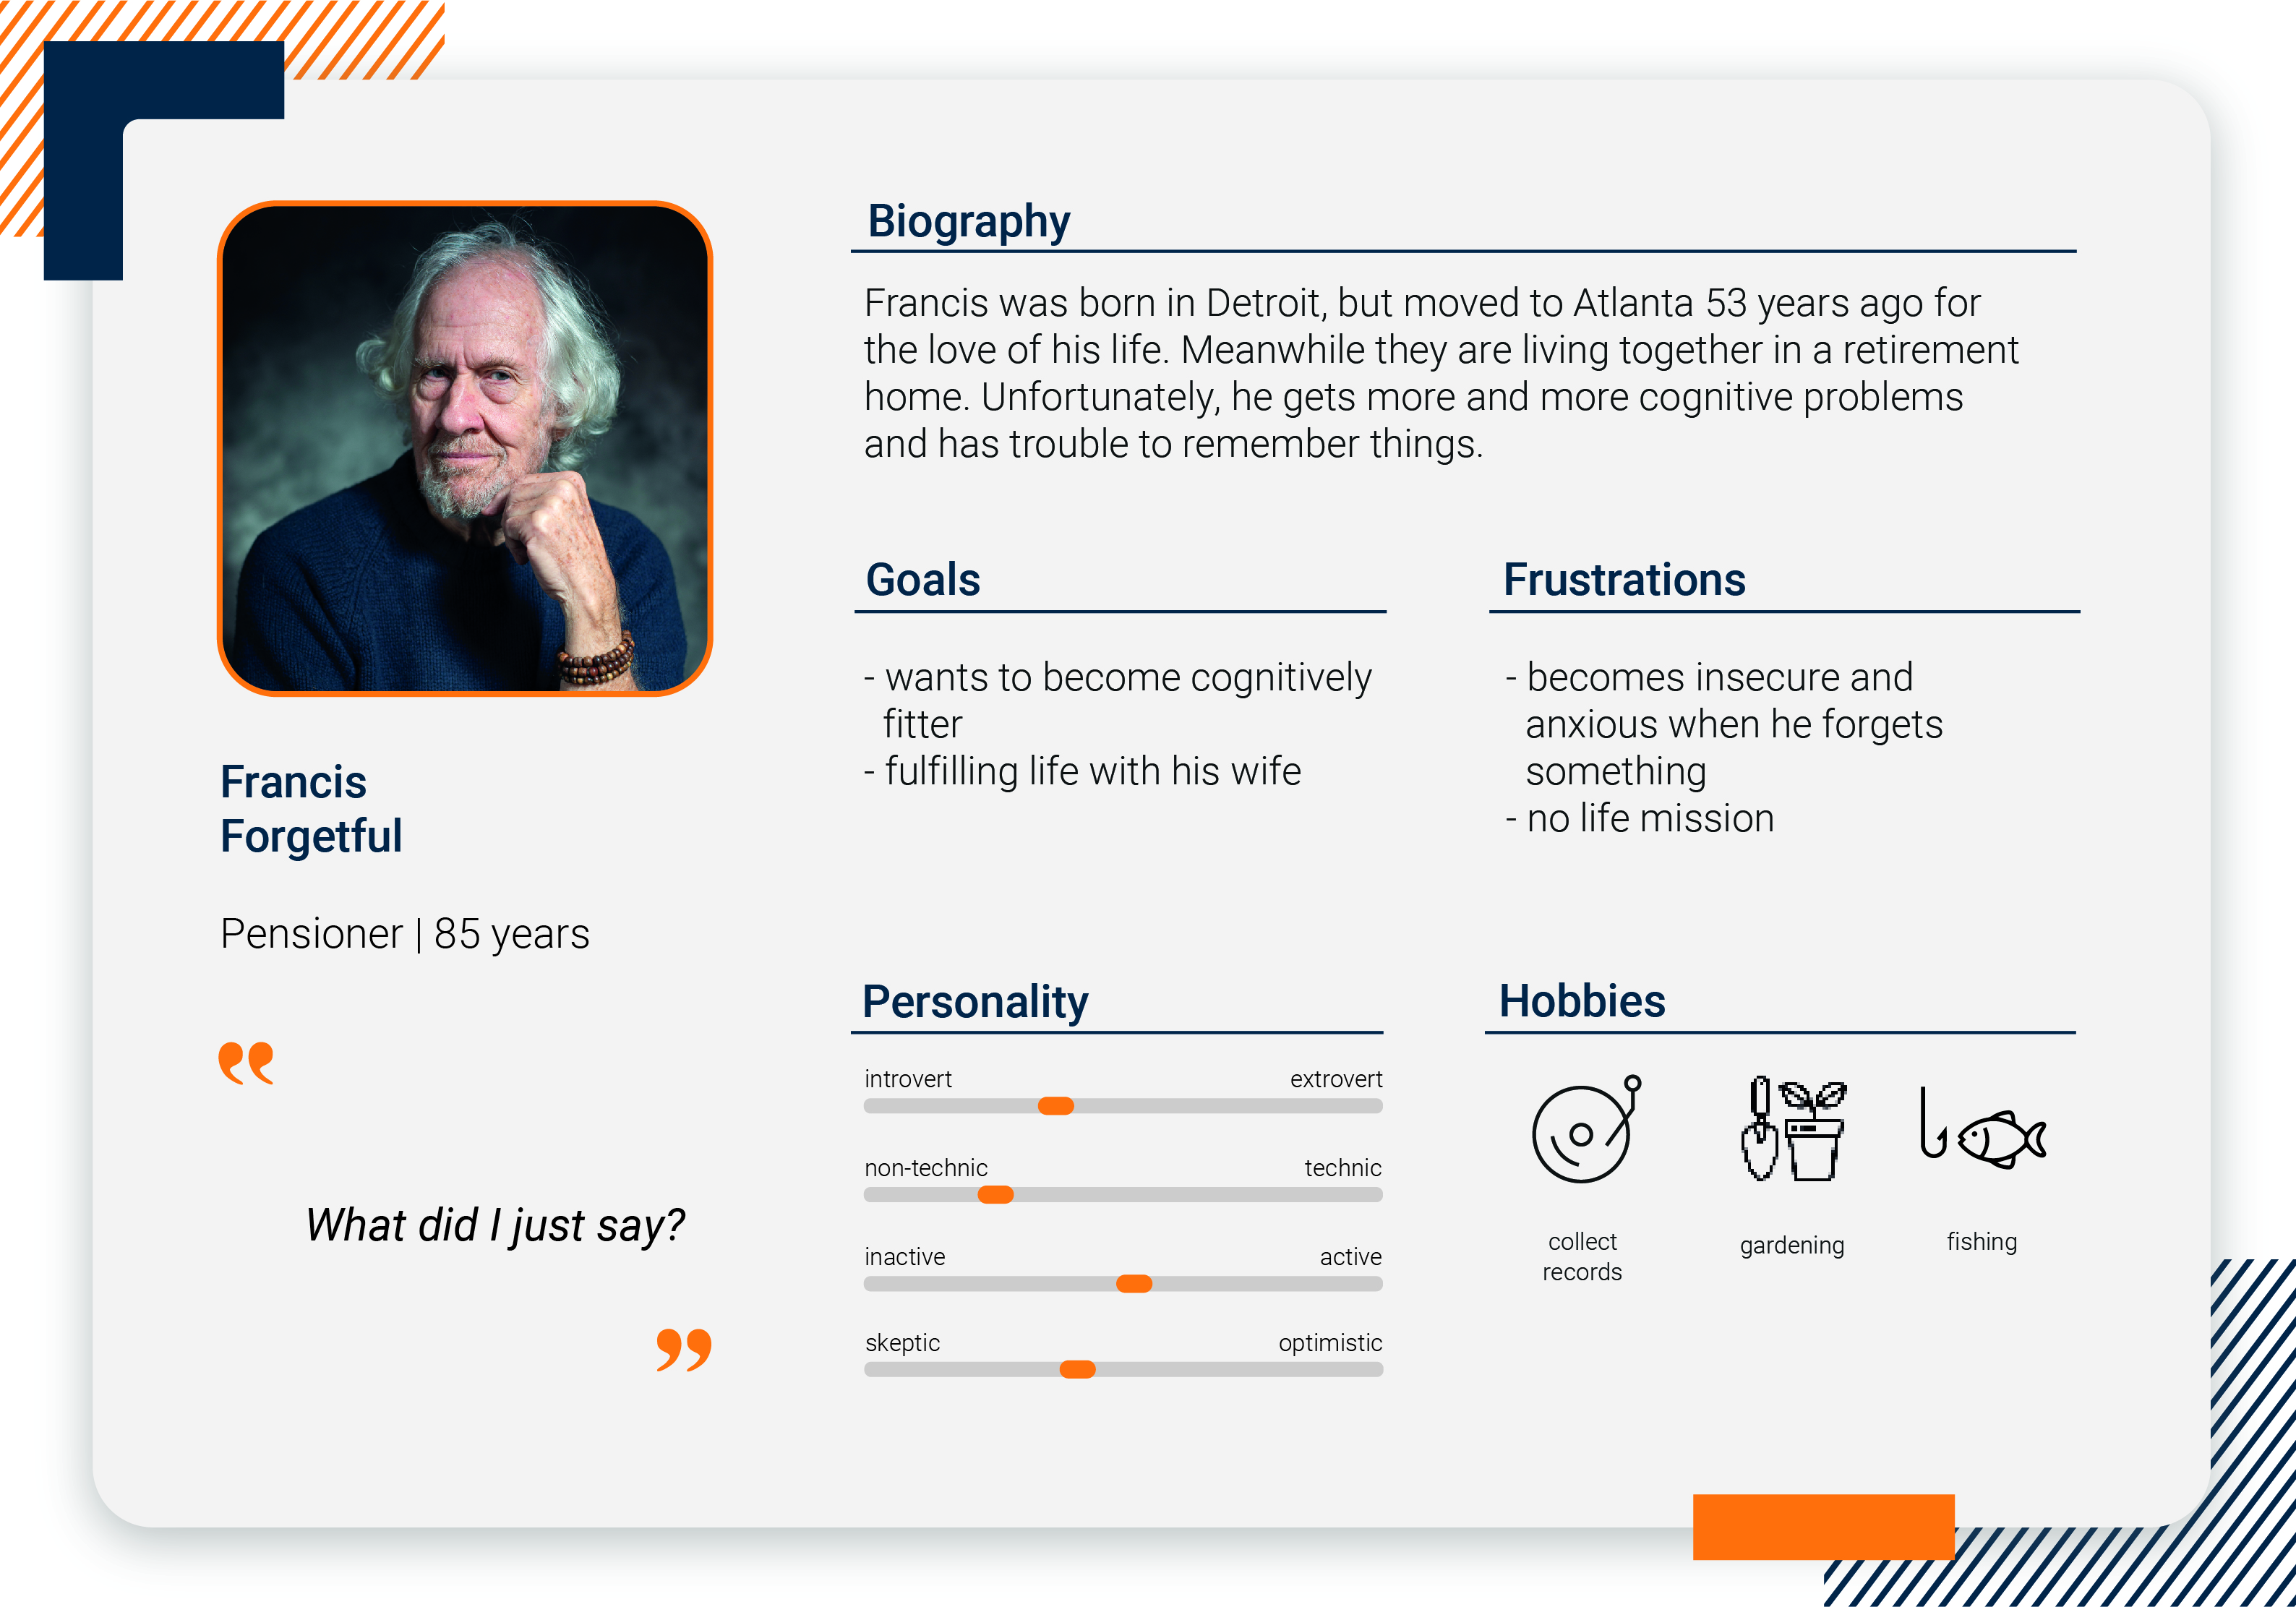 Francis
Forgetful
Pensioner | 85 years
“
What did I just say?
”
Biography
Francis was born in Detroit, but moved to Atlanta 53 years ago for
the love of his life. Meanwhile they are living together in a retirement
home. Unfortunately, he gets more and more cognitive problems
and has trouble to remember things.
Goals
- wants to become cognitively
fitter
- fulfilling life with his wife
Frustrations
- becomes insecure and
anxious when he forgets
something
- no life mission
Personality
introvert extrovert
non-technic technic
inactive active
skeptic optimistic
Hobbies
collect
records
gardening
fishing